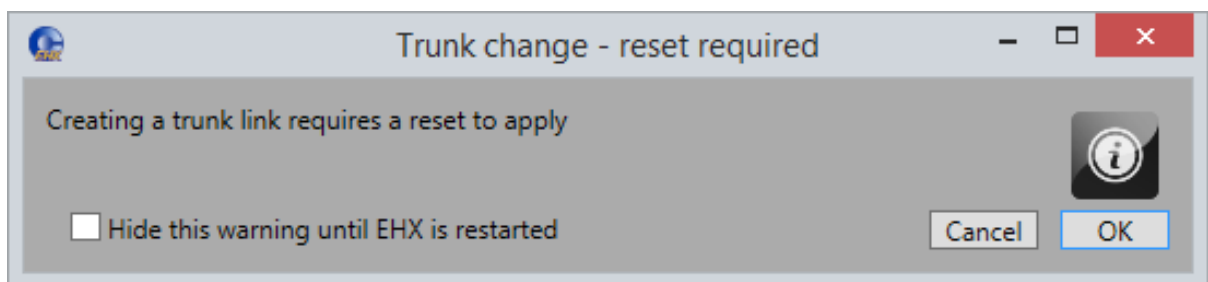 Trunk change - reset required
Creating a trunk link requires a reset to apply
Hide this warning until EHX is restarted
Cancel
OK